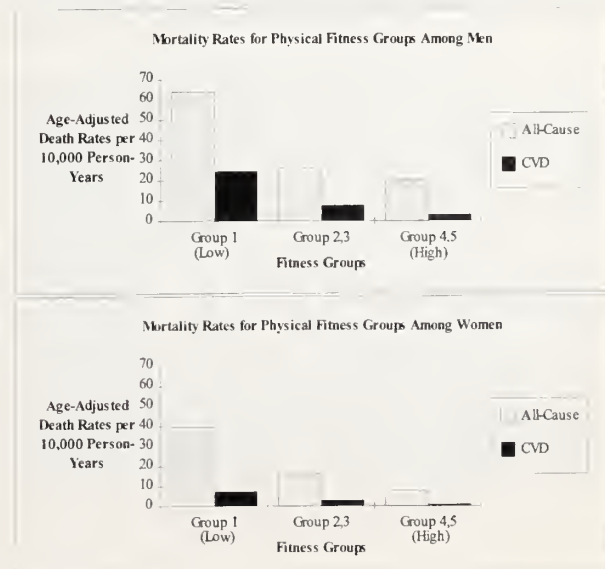 Mortality Rates for Physical Fitness Groups Among Men
Age-Adjusted
Death Rates per
10,000 Person-
Years
70
60
50
40
30
20
10
0
Group 1
(Low)
Group 2,3
Group 4,5
(High)
Fitness Groups
All-Cause
CVD
Mortality Rates for Physical Fitness Groups Among Women
Age-Adjusted
Death Rates per
10,000 Person-
Years
70
60
50
40
30
20
10
0
Group 1
(Low)
Group 2,3
Group 4,5
(High)
Fitness Groups
All-Cause
CVD